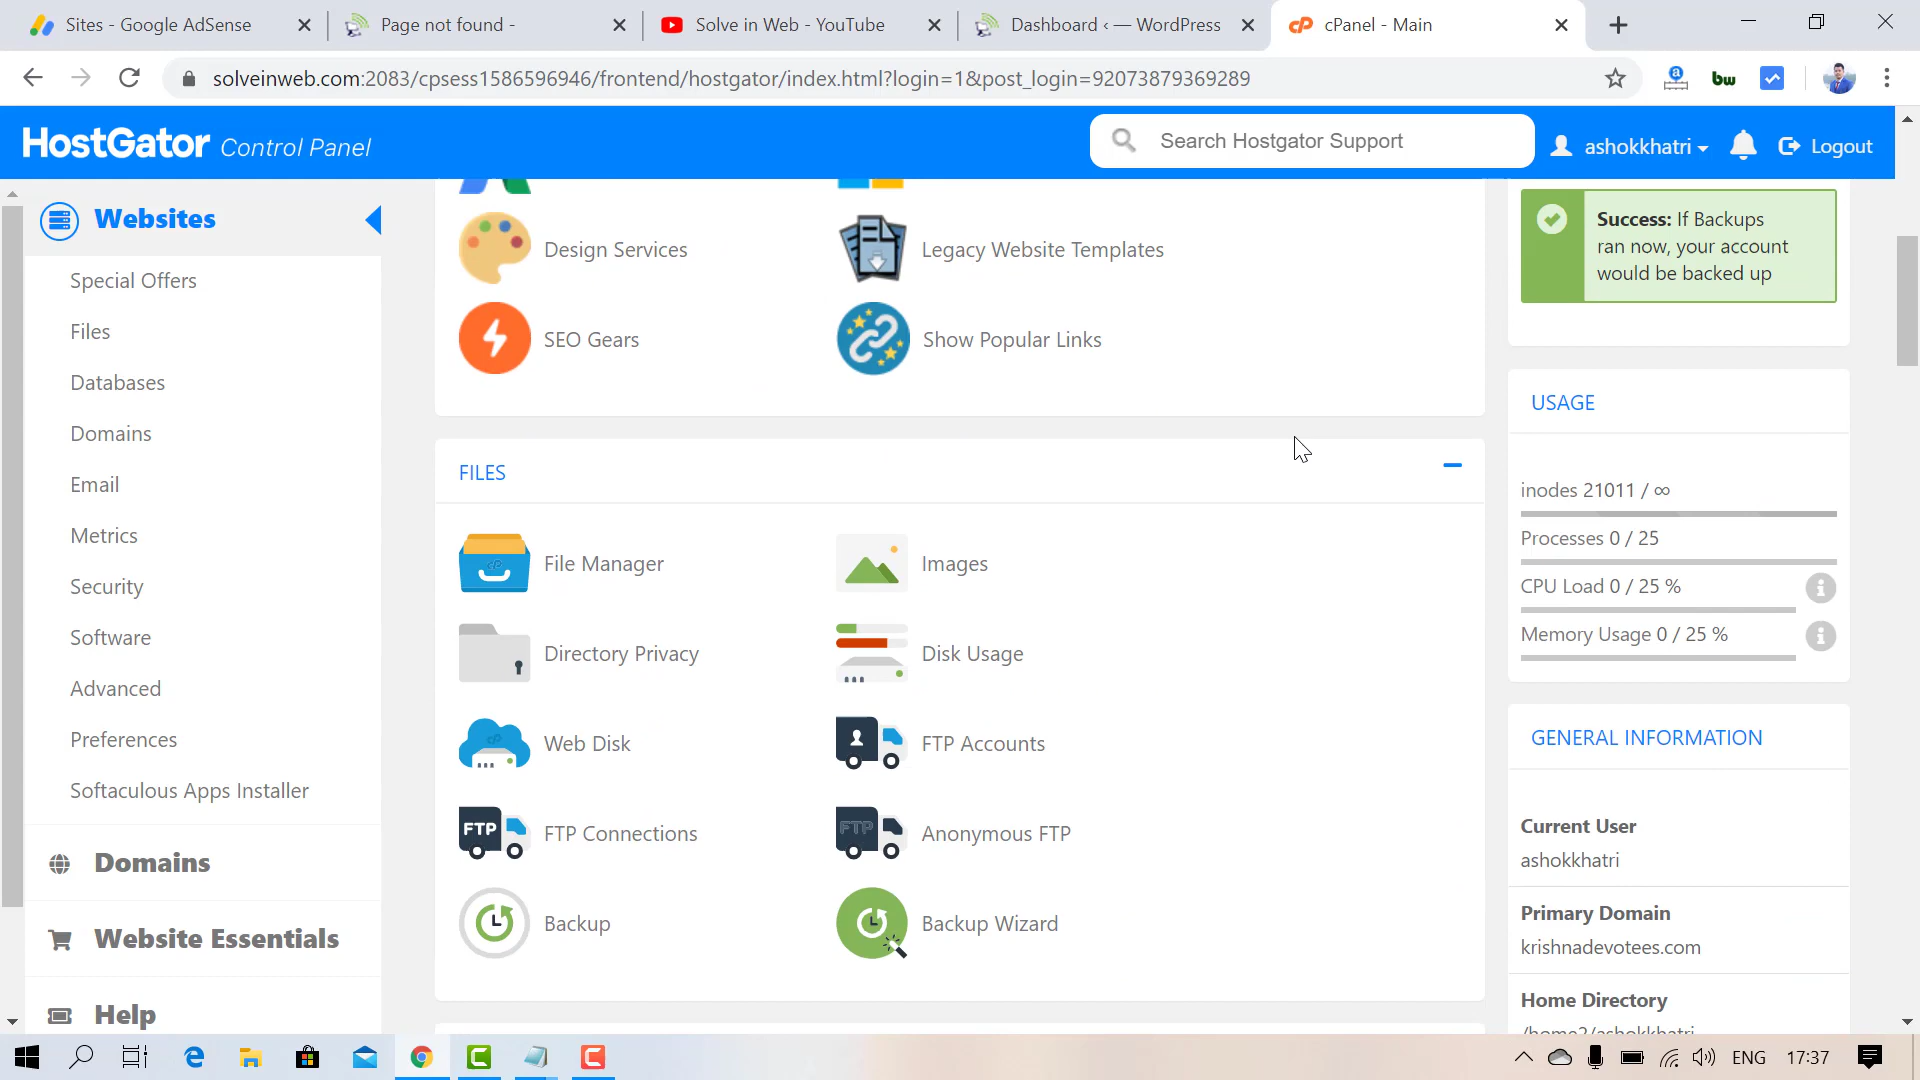 Sites - Google AdSense
Page not found -
Solve in Web - YouTube
Dashboard ‹ — WordPress
cPanel - Main
solveinweb.com:2083/cpsess1586596946/frontend/hostgator/index.html?login=1&post_login=92073879369289
bw
HostGator Control Panel
Search Hostgator Support
ashokkhatri
Logout
Websites
Special Offers
Files
Databases
Domains
Email
Metrics
Security
Software
Advanced
Preferences
Softaculous Apps Installer
Domains
Website Essentials
Help
Design Services
Legacy Website Templates
SEO Gears
Show Popular Links
FILES
File Manager
Images
Directory Privacy
Disk Usage
Web Disk
FTP Accounts
FTP
FTP Connections
FTP
Anonymous FTP
Backup
Backup Wizard
Success: If Backups
ran now, your account
would be backed up
USAGE
inodes 21011 / ∞
Processes 0 / 25
CPU Load 0 / 25 %
Memory Usage 0 / 25 %
GENERAL INFORMATION
Current User
ashokkhatri
Primary Domain
krishnadevotees.com
Home Directory
/home2/ashokkhatri
ENG
17:37